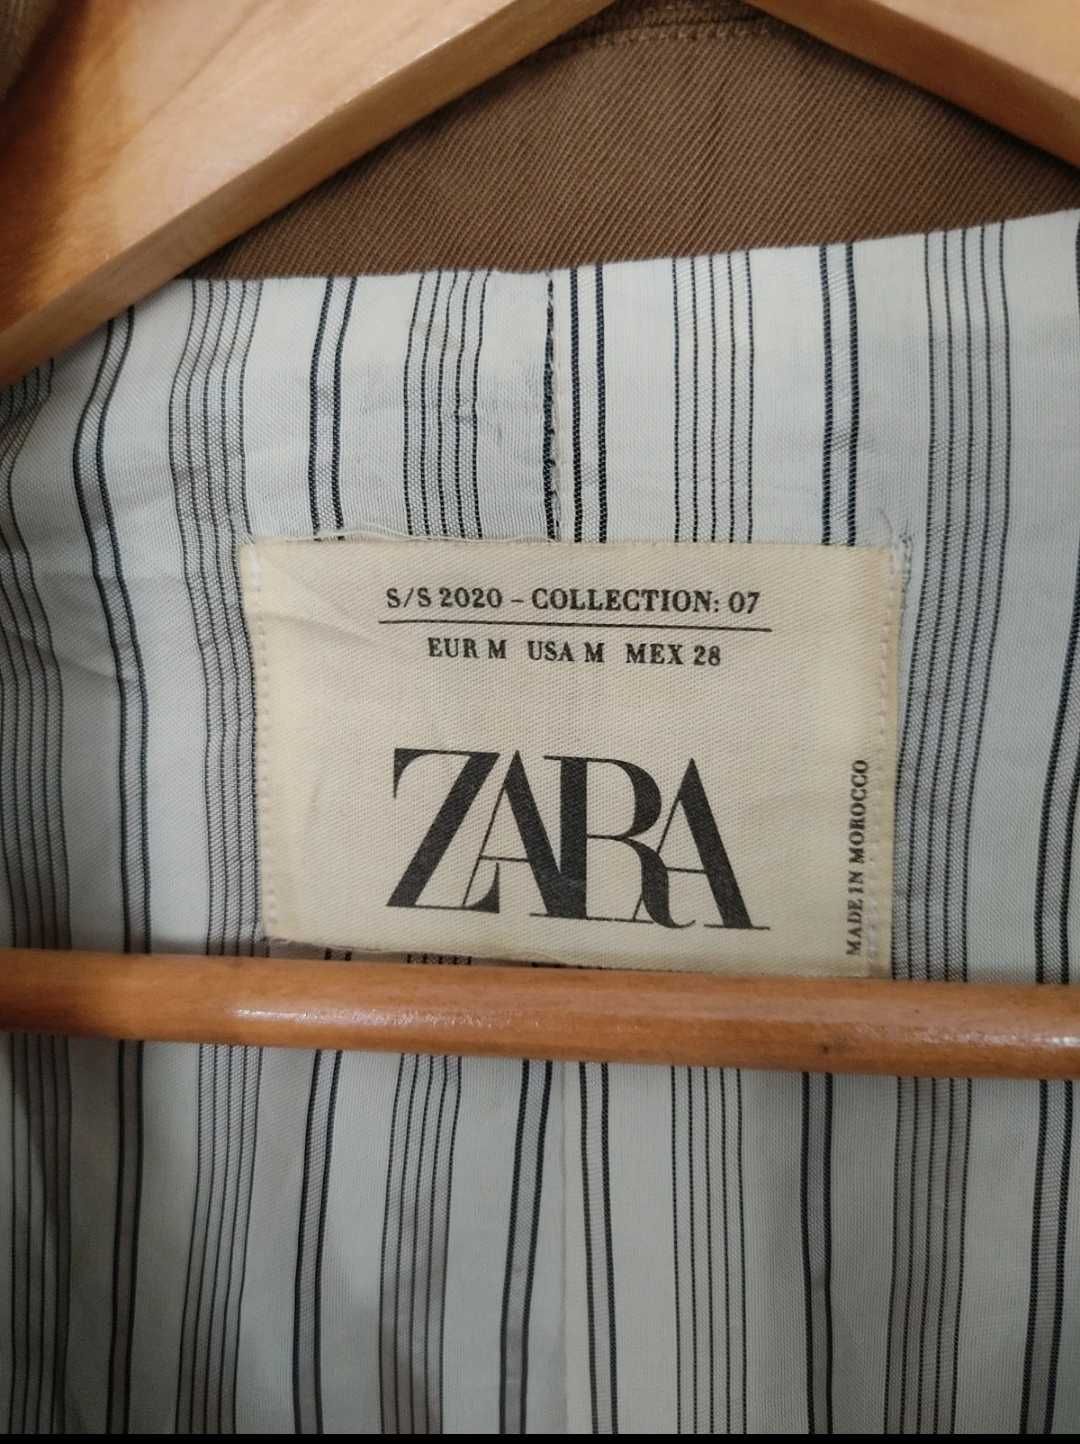 S/S 2020 – COLLECTION: 07
EUR M USA M MEX 28
ZARA
MADE IN MOROCCO